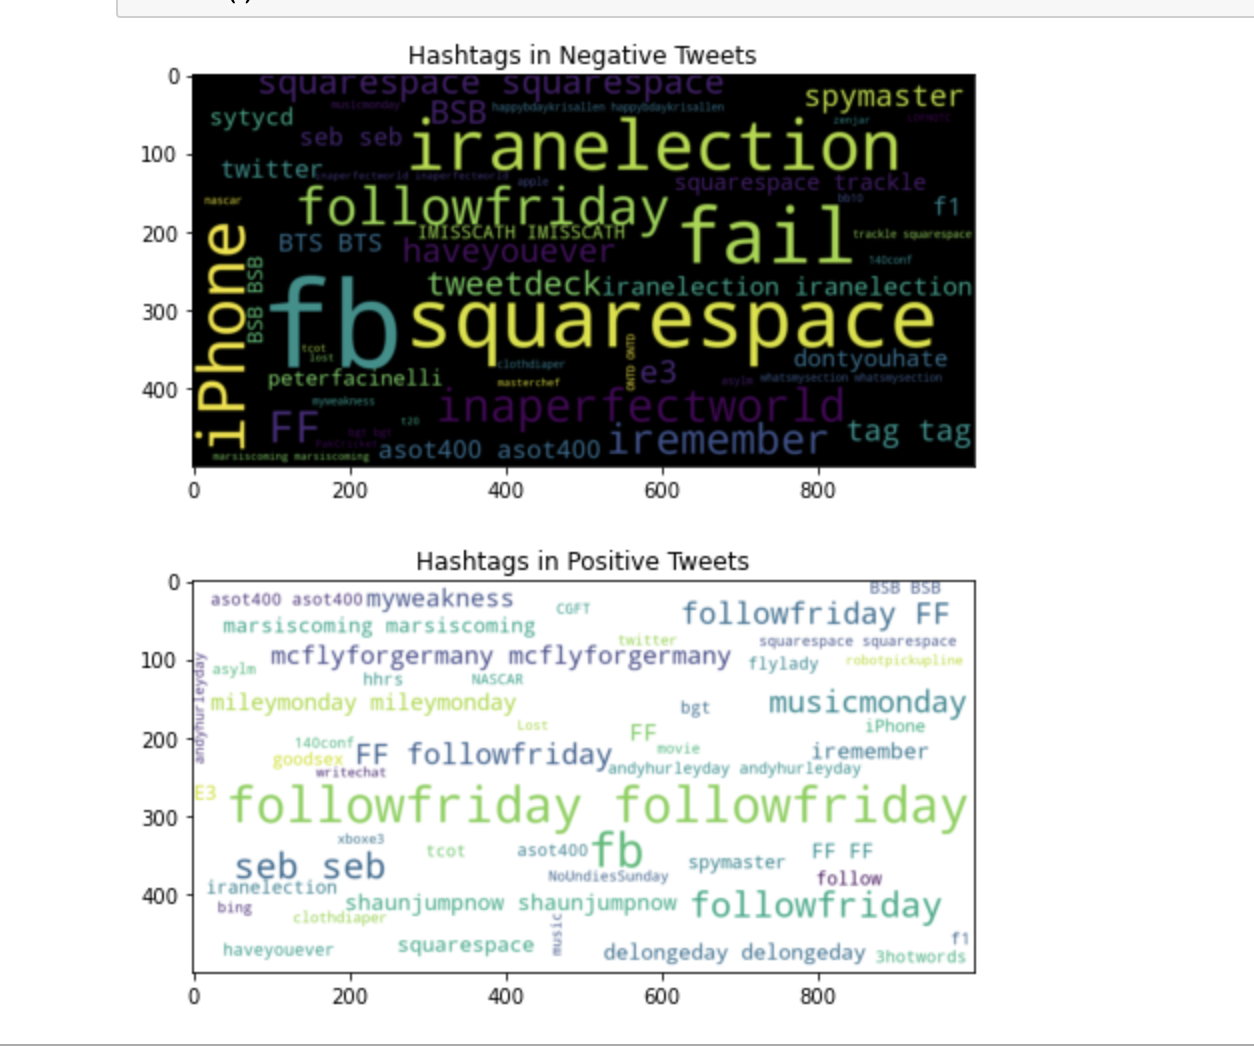 Hashtags in Negative Tweets
0
squarespace squarespace
spymaster
musicmonday
BSB
happybdaykrisallen happybdaykrisallen
sytycd
zenjar
seb seb
iranelection
100
twitter
inaperfectworld inaperfectworld
apple
squarespace trackle
nascar
followfriday
bb10
f1
200
IMISSCATH IMISSCATH
fail
trackle squarespace
BTS BTS
haveyouever
140conf
iPhone
BSB BSB
tweetdeck
iranelection iranelection
300
fb
squarespace
tcot
lost
ONTD ONTD
clothdiaper
e3
dontyouhate
peterfacinelli
masterchef
asylm
whatsmysection whatsmysection
400
myweakness
inaperfectworld
FF
t20
bgt bgt
iremember
tag tag
marsiscoming marsiscoming
asot400 asot400
0 200 400 600 800
Hashtags in Positive Tweets
0
BSB BSB
asot400 asot400
myweakness
CGFT
followfriday FF
marsiscoming marsiscoming
twitter
squarespace squarespace
100
mcflyforgermany mcflyforgermany
flylady
robotpickupline
asylm
hhrs
NASCAR
andyhurleyday
mileymonday mileymonday
bgt
musicmonday
Lost
FF
iPhone
200
140conf
movie
iremember
goodsex
FF followfriday
writechat
andyhurleyday andyhurleyday
E3
followfriday followfriday
300
xboxe3
tcot
asot400
fb
FF FF
seb seb
spymaster
NoUndiesSunday
follow
iranelection
400
bing
shaunjumpnow shaunjumpnow
followfriday
clothdiaper
music
f1
haveyouever
squarespace
delongeday delongeday
3hotwords
0 200 400 600 800